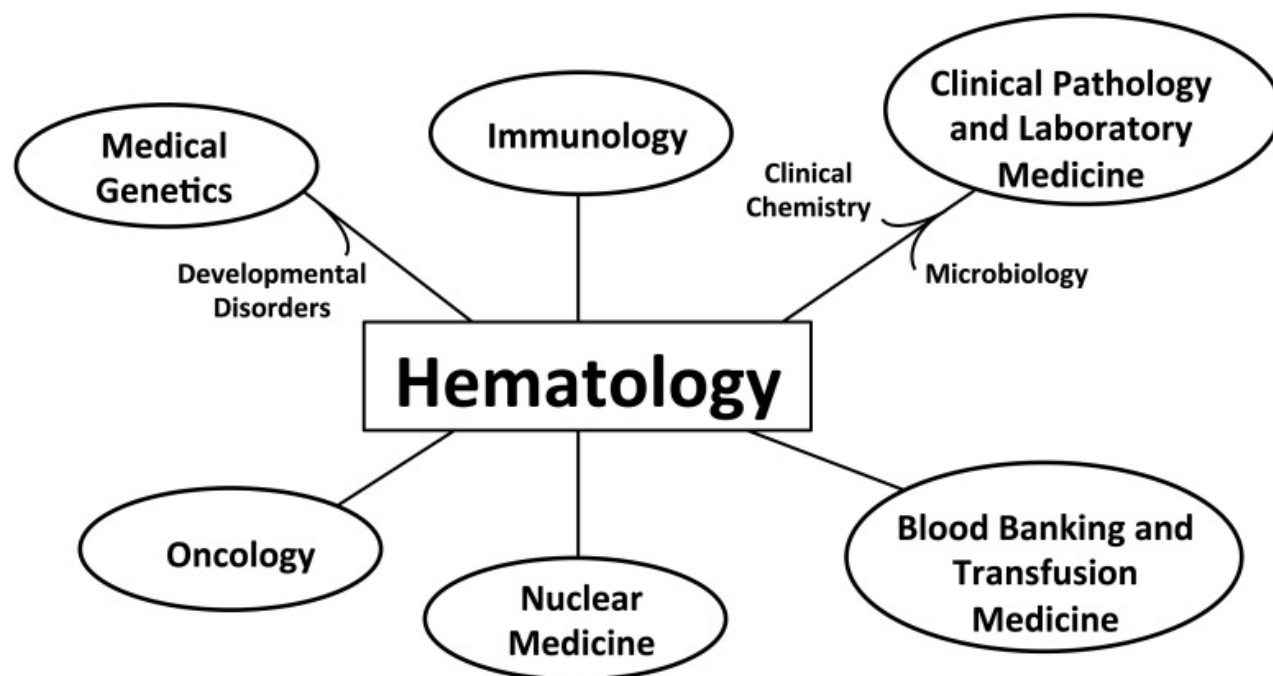 Medical
Genetics
Immunology
Clinical Pathology
and Laboratory
Medicine
Clinical
Chemistry
Developmental
Disorders
Microbiology
Hematology
Oncology
Nuclear
Medicine
Blood Banking and
Transfusion
Medicine